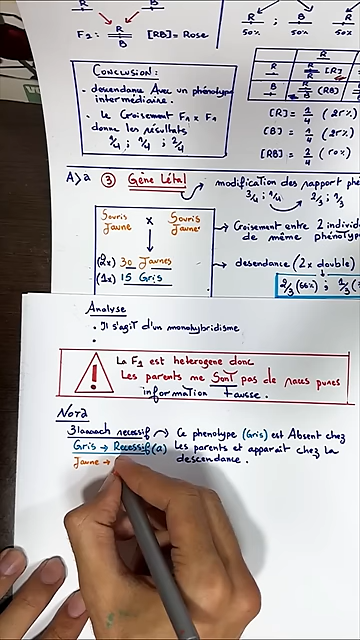 R R
F2 = R/B [RB] = Rose
R ; B R
50% 50%
Conclusion :
. descendance Avec un phénotype
intermédiaire .
. le Croisement F1 x F1
donne les résultats
1/4 ; 1/4 ; 2/4
R
R [R]
B [RB]
[R] = 1/4 (25%)
[B] = 1/4 (25%)
[RB] = 2/4 (50%)
A>a ③ Gène Létal
modification des rapport phé
3/4 ; 1/4 2/3 ; 1/3
Souris x Souris
Jaune Jaune
Croisement entre 2 individ
de même phénotype
(2x) 30 Jaunes
(1x) 15 Gris
desendance (2x double)
2/3 (66%) ; 1/3
Analyse
. Il s'agit d'un monohybridisme
.
La F1 est heterogene donc
Les parents ne Sont pas de races pures
information fausse .
Nota
3laaach recessif
Ce phenotype (Gris) est Absent chez
Gris → Recessif (a)
Les parents et apparait chez la
Jaune →
descendance .